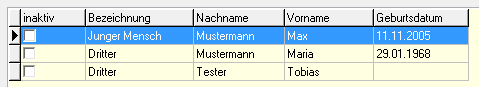 inaktiv Bezeichnung Nachname Vorname Geburtsdatum
Junger Mensch Mustermann Max 11.11.2005
Dritter Mustermann Maria 29.01.1968
Dritter Tester Tobias